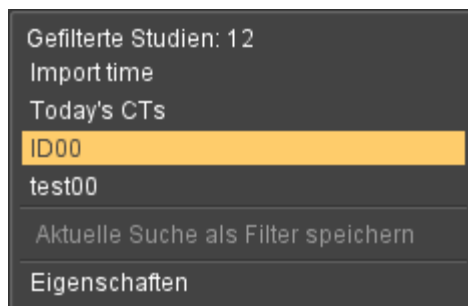 Gefilterte Studien: 12
Import time
Today's CTs
ID00
test00
Aktuelle Suche als Filter speichern
Eigenschaften